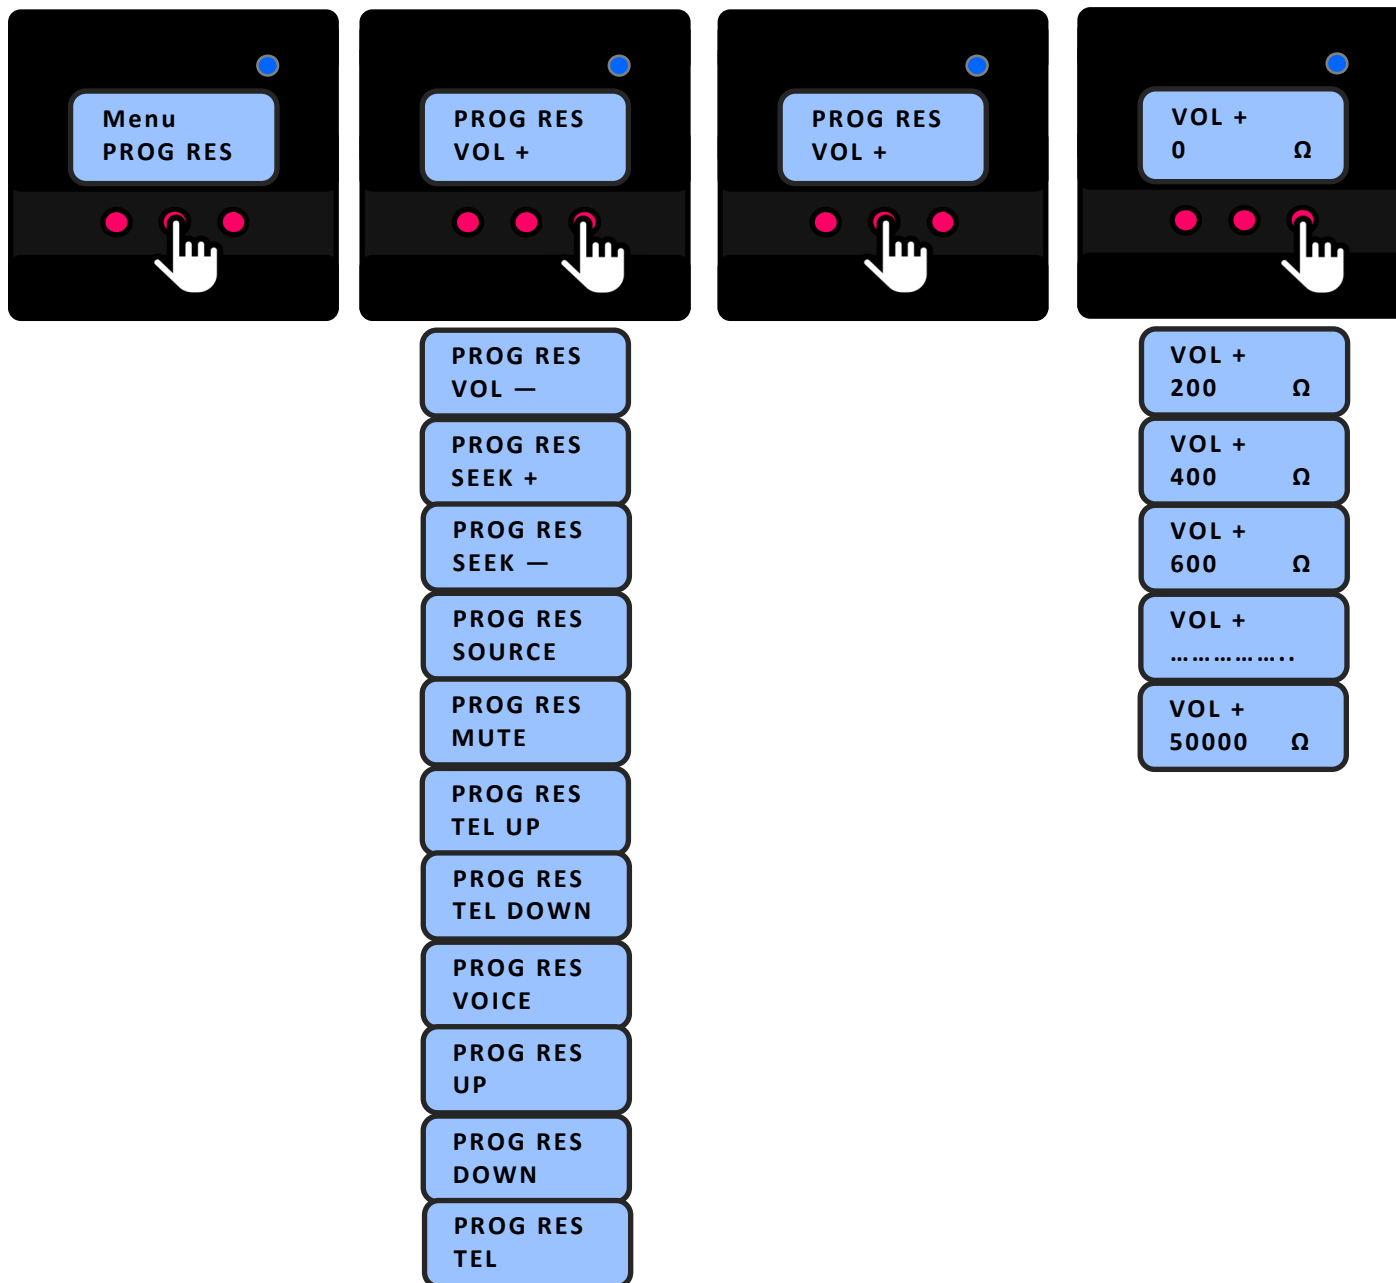 Menu
PROG RES
PROG RES
VOL +
PROG RES
VOL —
PROG RES
SEEK +
PROG RES
SEEK —
PROG RES
SOURCE
PROG RES
MUTE
PROG RES
TEL UP
PROG RES
TEL DOWN
PROG RES
VOICE
PROG RES
UP
PROG RES
DOWN
PROG RES
TEL
PROG RES
VOL +
VOL +
0 Ω
VOL +
200 Ω
VOL +
400 Ω
VOL +
600 Ω
VOL +
……………..
VOL +
50000 Ω